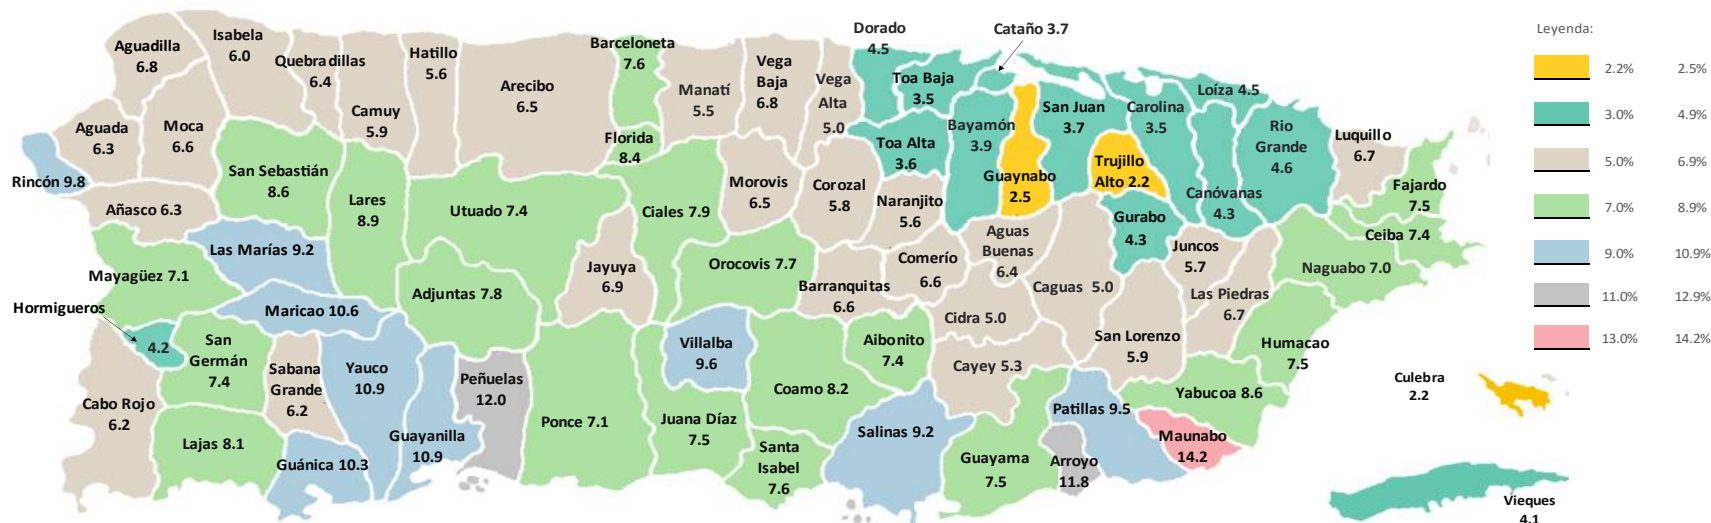 Leyenda:
2.2% 2.5%
3.0% 4.9%
5.0% 6.9%
7.0% 8.9%
9.0% 10.9%
11.0% 12.9%
13.0% 14.2%
Aguadilla
6.8
Isabela
6.0
Quebradillas
6.4
Camuy
5.9
Hatillo
5.6
Arecibo
6.5
Barceloneta
7.6
Florida
8.4
Manatí
5.5
Vega
Baja
6.8
Vega
Alta
5.0
Dorado
4.5
Toa Baja
3.5
Cataño 3.7
Toa Alta
3.6
Bayamón
3.9
Guaynabo
2.5
San Juan
3.7
Trujillo
Alto 2.2
Carolina
3.5
Loíza 4.5
Canóvanas
4.3
Rio
Grande
4.6
Luquillo
6.7
Fajardo
7.5
Ceiba 7.4
Naguabo 7.0
Aguada
6.3
Moca
6.6
Rincón 9.8
Añasco 6.3
San Sebastián
8.6
Lares
8.9
Utuado 7.4
Ciales 7.9
Morovis
6.5
Corozal
5.8
Naranjito
5.6
Aguas
Buenas
6.4
Gurabo
4.3
Juncos
5.7
Las Piedras
6.7
Mayagüez 7.1
Las Marías 9.2
Maricao 10.6
Adjuntas 7.8
Jayuya
6.9
Orocovis 7.7
Barranquitas
6.6
Comerío
6.6
Cidra 5.0
Caguas 5.0
San Lorenzo
5.9
Humacao
7.5
Hormigueros
4.2
San
Germán
7.4
Sabana
Grande
6.2
Yauco
10.9
Guayanilla
10.9
Peñuelas
12.0
Ponce 7.1
Villalba
9.6
Juana Díaz
7.5
Coamo 8.2
Aibonito
7.4
Cayey 5.3
Cabo Rojo
6.2
Lajas 8.1
Guánica 10.3
Santa
Isabel
7.6
Salinas 9.2
Guayama
7.5
Arroyo
11.8
Patillas 9.5
Maunabo
14.2
Yabucoa 8.6
Culebra
2.2
Vieques
4.1